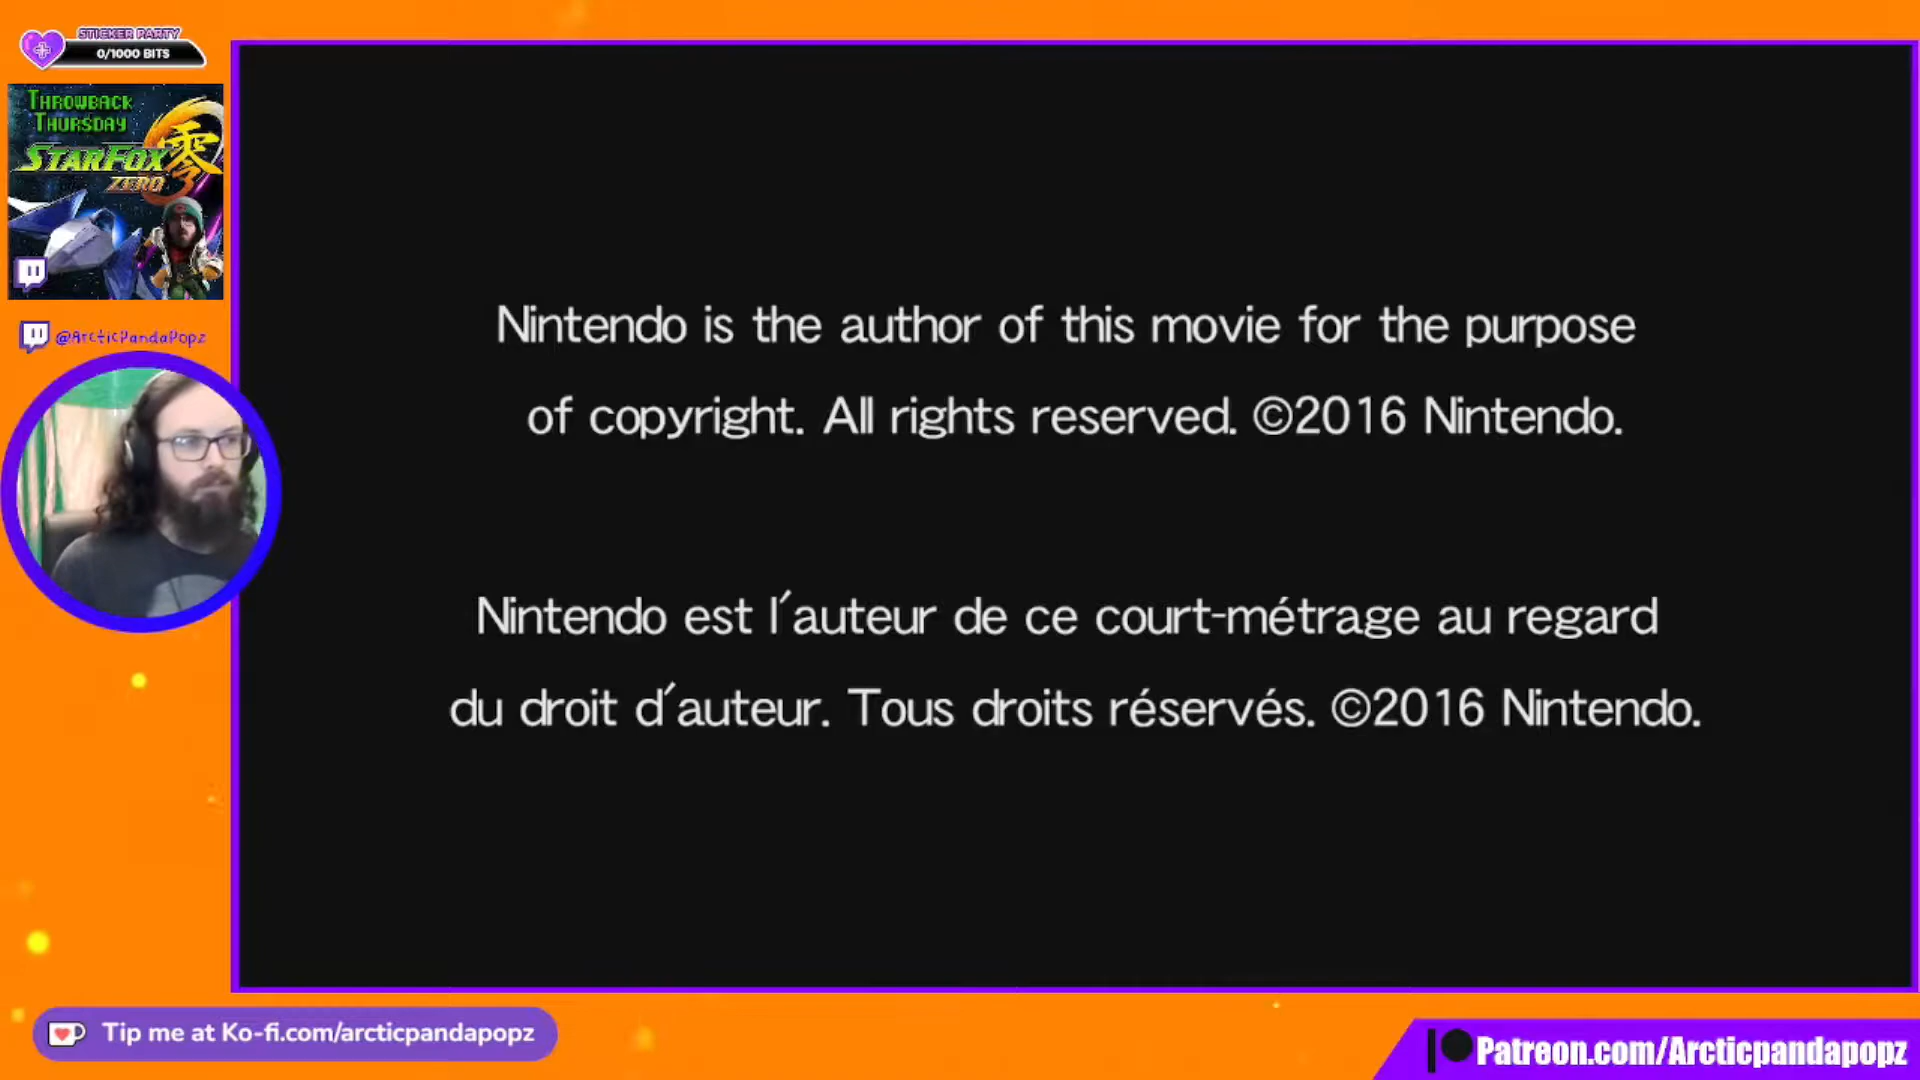 STICKER PARTY
0/1000 BITS
THROWBACK
THURSDAY
STARFOX
零
ZERO
@ArcticPandaPopz
Nintendo is the author of this movie for the purpose
of copyright. All rights reserved. ©2016 Nintendo.
Nintendo est l'auteur de ce court-métrage au regard
du droit d'auteur. Tous droits réservés. ©2016 Nintendo.
Tip me at Ko-fi.com/arcticpandapopz
Patreon.com/Arcticpandapopz